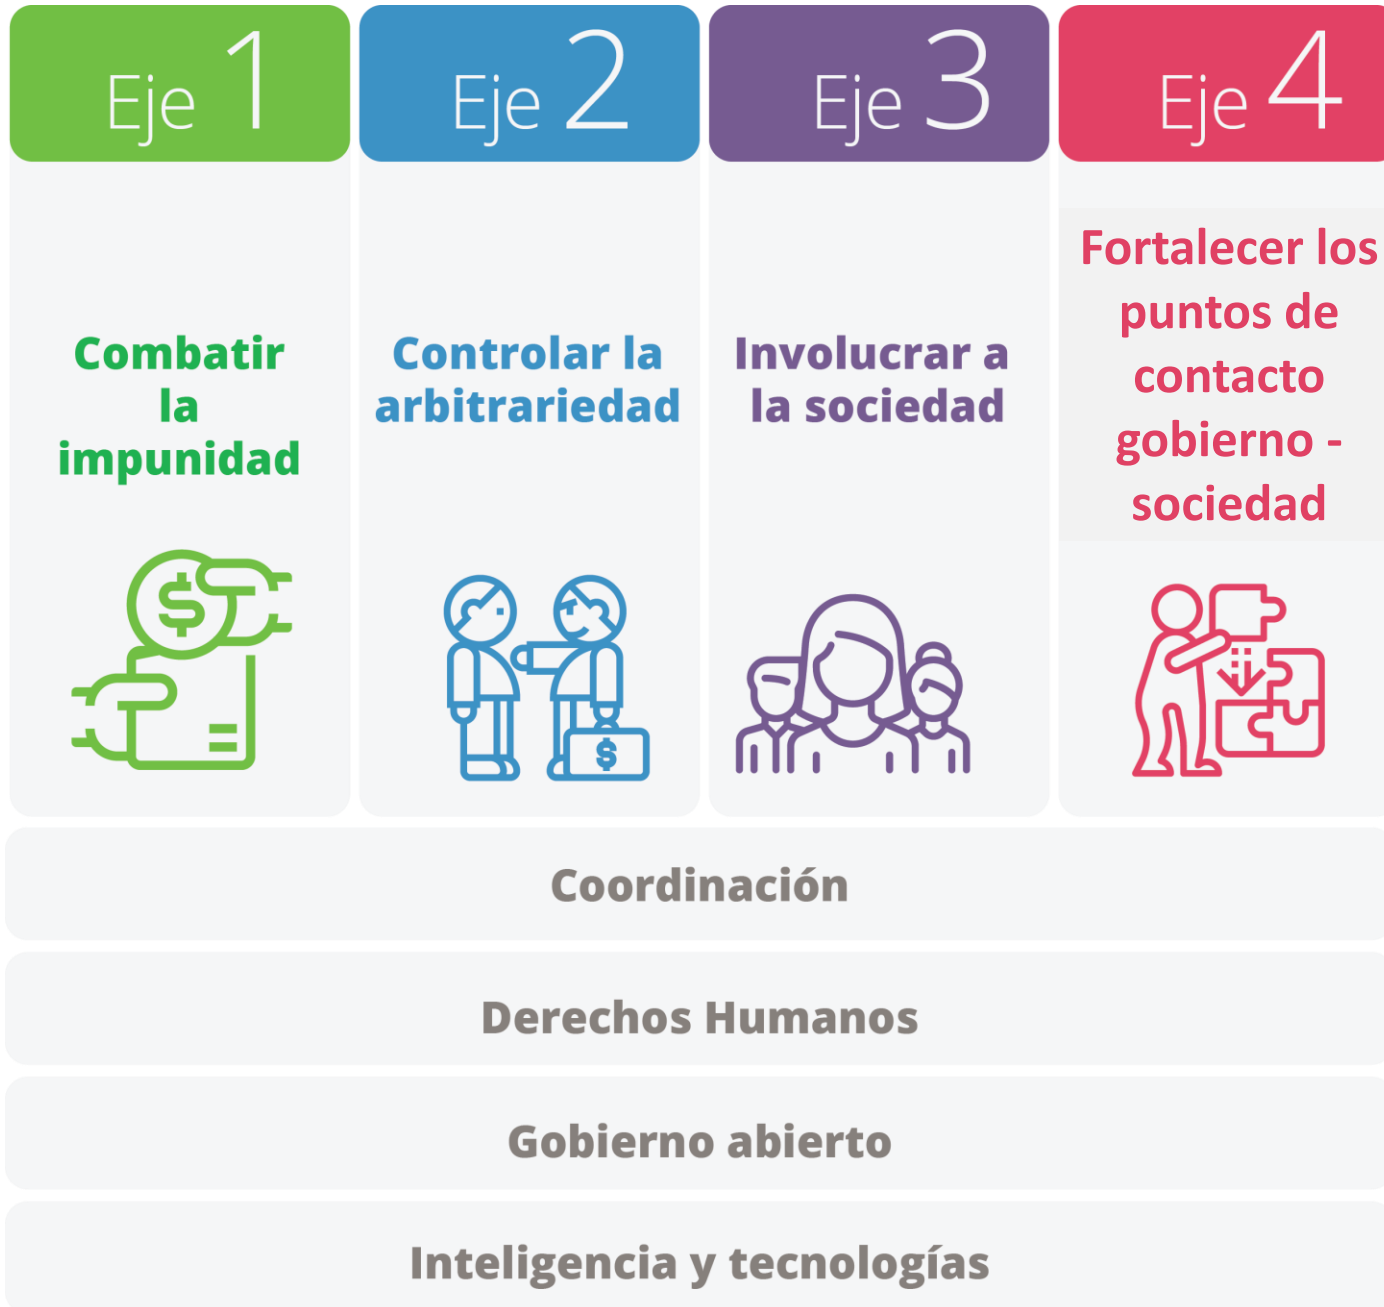 Eje 1
Combatir
la
impunidad
$
Eje 2
Controlar la
arbitrariedad
$
Eje 3
Involucrar a
la sociedad
Eje 4
Fortalecer los
puntos de
contacto
gobierno -
sociedad
Coordinación
Derechos Humanos
Gobierno abierto
Inteligencia y tecnologías